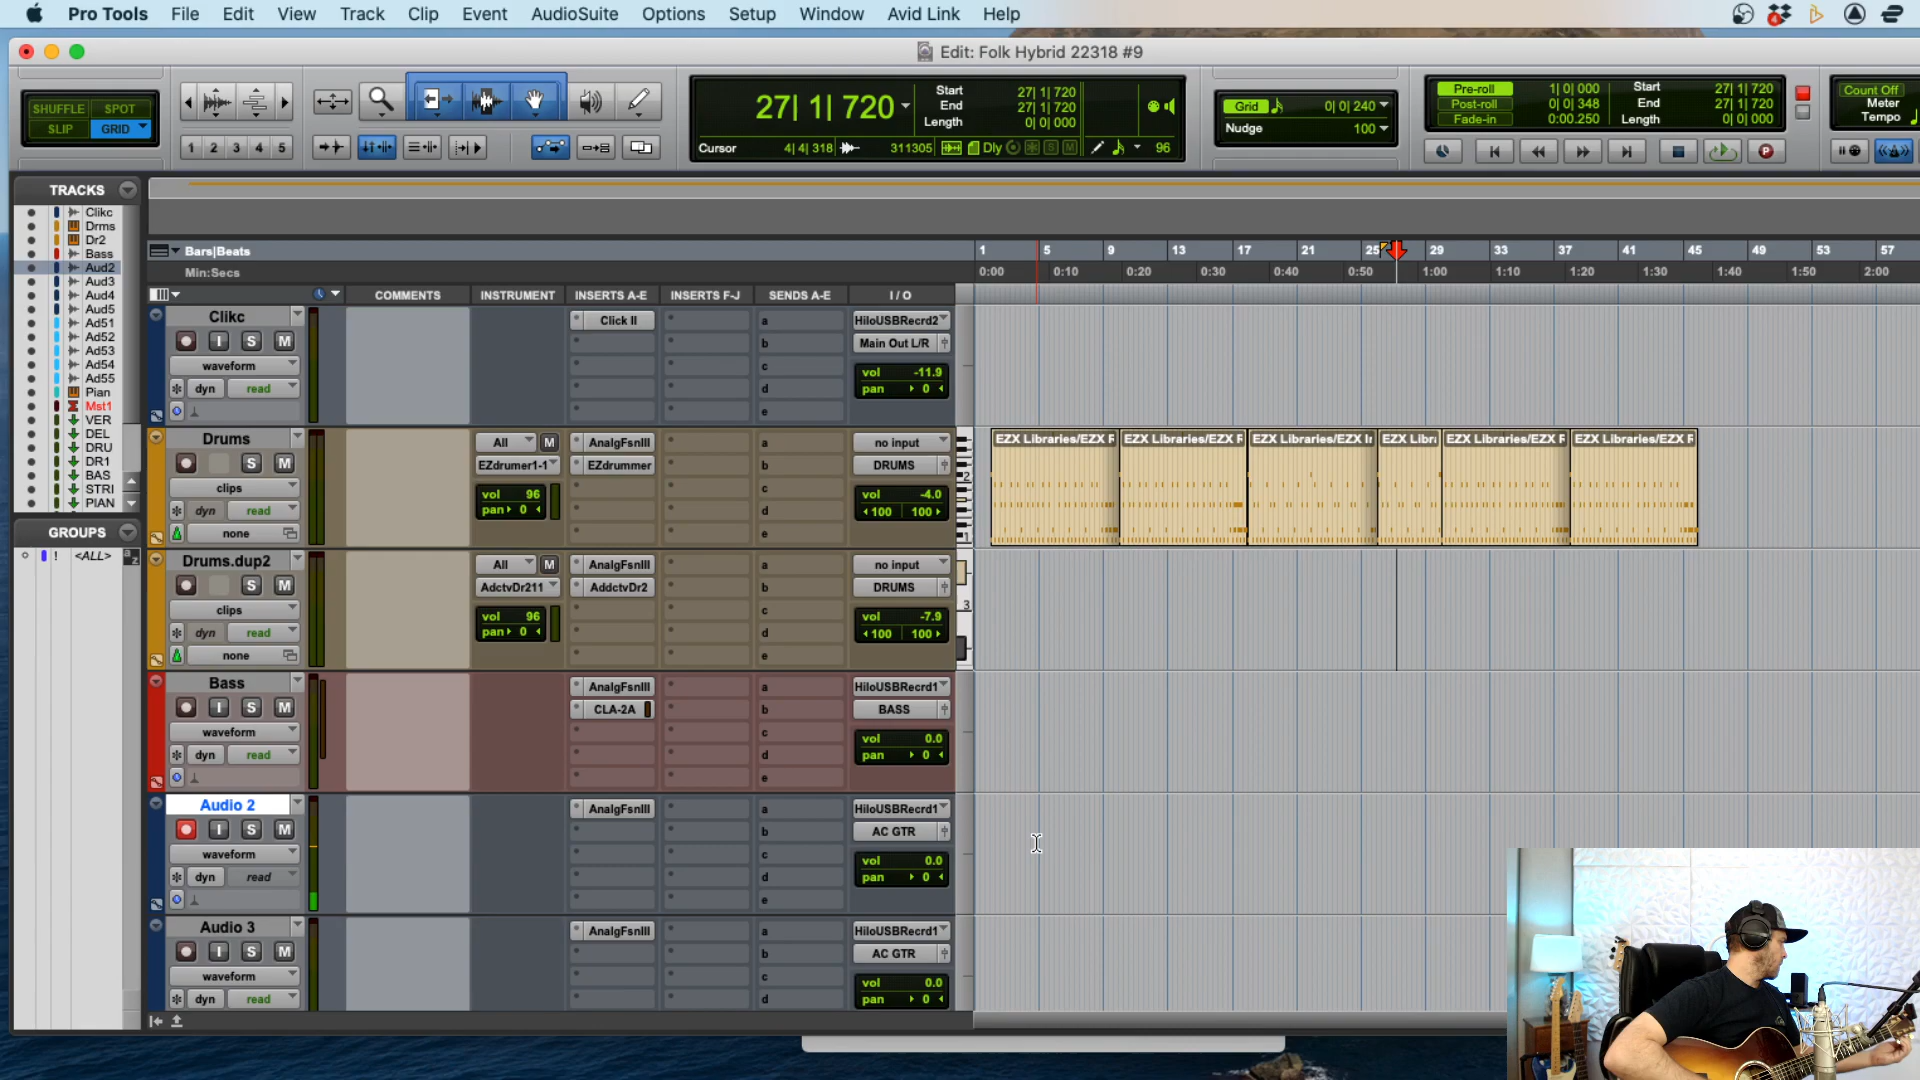 Pro Tools File Edit View Track Clip Event AudioSuite Options Setup Window Avid Link Help
4
Edit: Folk Hybrid 22318 #9
SHUFFLE SPOT
SLIP GRID
1 2 3 4 5
27| 1| 720
Start 27| 1| 720
End 27| 1| 720
Length 0| 0| 000
Cursor 4| 4| 318 311305 Dly S M 96
Grid 0| 0| 240
Nudge 100
Pre-roll 1| 0| 000
Post-roll 0| 0| 348
Fade-in 0:00.250
Start 27| 1| 720
End 27| 1| 720
Length 0| 0| 000
Count Off
Meter
Tempo
P
TRACKS
Clikc
Drms
Dr2
Bass
Aud2
Aud3
Aud4
Aud5
Ad51
Ad52
Ad53
Ad54
Ad55
Pian
Mst1
VER
DEL
DRU
DR1
BAS
STRI
PIAN
GROUPS
! <ALL> a z
Bars|Beats 1 5 9 13 17 21 25 29 33 37 41 45 49 53 57
Min:Secs 0:00 0:10 0:20 0:30 0:40 0:50 1:00 1:10 1:20 1:30 1:40 1:50 2:00
COMMENTS INSTRUMENT INSERTS A-E INSERTS F-J SENDS A-E I / O
Clikc Click II a HiloUSBRecrd2
I S M b Main Out L/R
waveform c vol -11.9
dyn read d pan 0
e
Drums All M AnalgFsnIII a no input
S M EZdrumer1-1 EZdrummer b DRUMS
clips vol 96 c vol -4.0
dyn read pan 0 d 100 100
none e
EZX Libraries/EZX F EZX Libraries/EZX F EZX Libraries/EZX Ir EZX Libra EZX Libraries/EZX F EZX Libraries/EZX F
2
1
Drums.dup2 All M AnalgFsnIII a no input
S M AdctvDr211 AddctvDr2 b DRUMS
clips vol 96 c vol -7.9
dyn read pan 0 d 100 100
none e
3
Bass AnalgFsnIII a HiloUSBRecrd1
I S M CLA-2A b BASS
waveform c vol 0.0
dyn read d pan 0
e
Audio 2 AnalgFsnIII a HiloUSBRecrd1
I S M b AC GTR
waveform c vol 0.0
dyn read d pan 0
e
Audio 3 AnalgFsnIII a HiloUSBRecrd1
I S M b AC GTR
waveform c vol 0.0
dyn read d pan 0